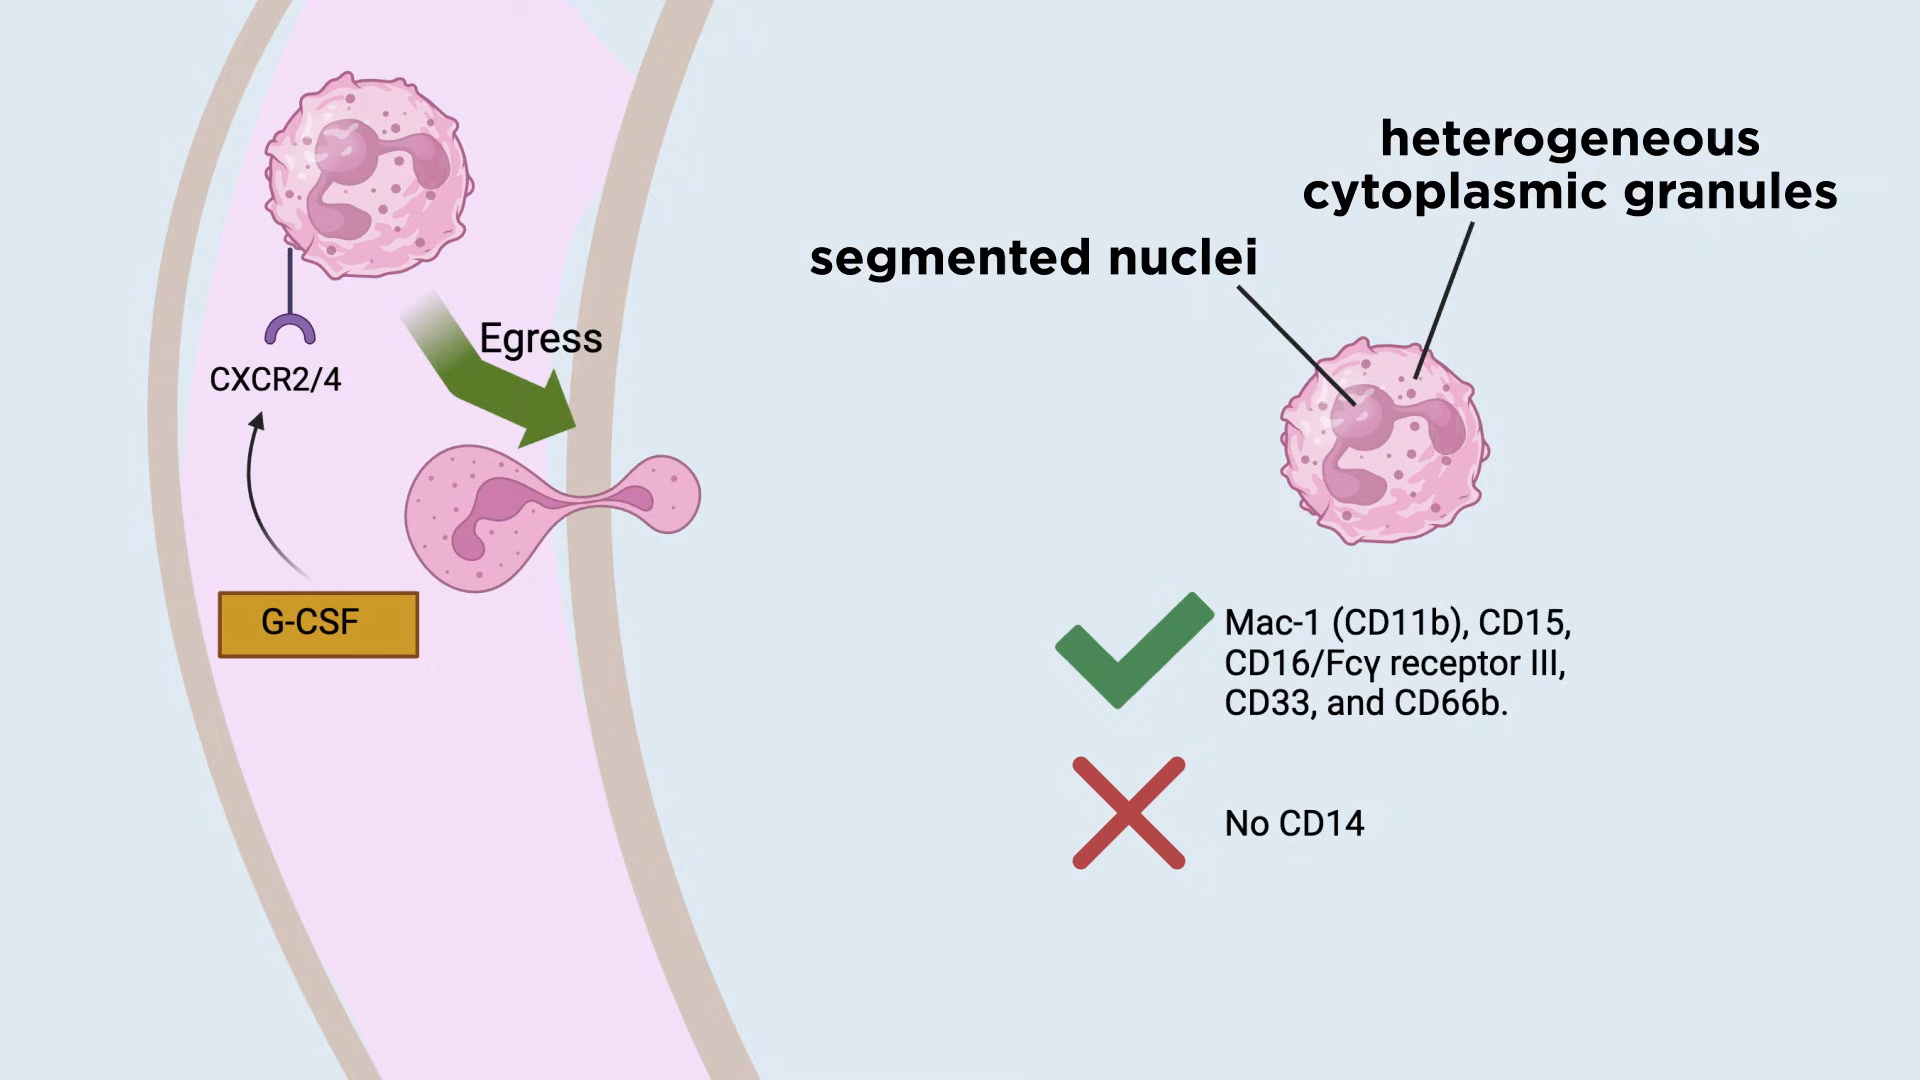 heterogeneous
cytoplasmic granules
segmented nuclei
Egress
CXCR2/4
G-CSF
Mac-1 (CD11b), CD15,
CD16/Fcγ receptor III,
CD33, and CD66b.
No CD14